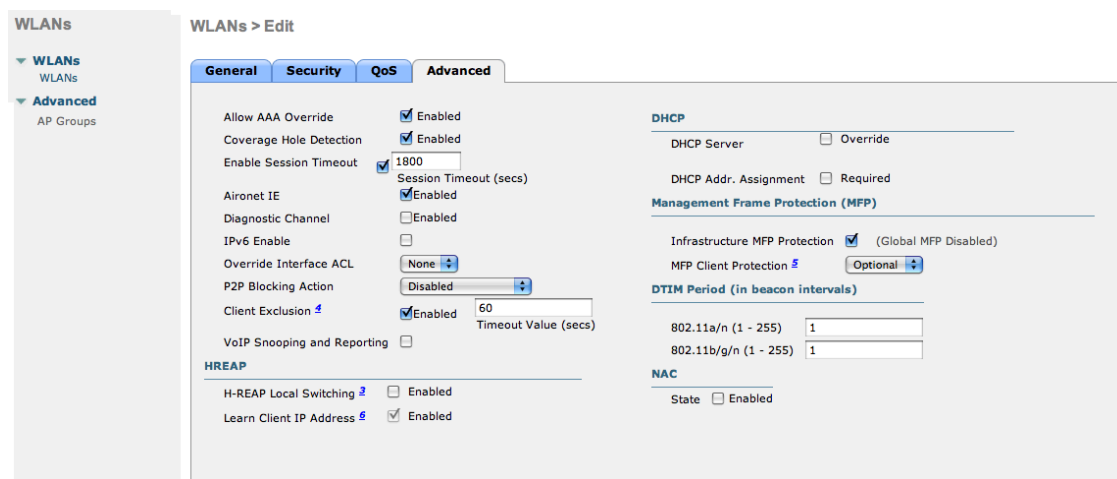 WLANs
WLANs
WLANs
Advanced
AP Groups
WLANs > Edit
General Security QoS Advanced
Allow AAA Override Enabled
Coverage Hole Detection Enabled
Enable Session Timeout 1800
Session Timeout (secs)
Aironet IE Enabled
Diagnostic Channel Enabled
IPv6 Enable
Override Interface ACL None
P2P Blocking Action Disabled
Client Exclusion 4 Enabled 60
Timeout Value (secs)
VoIP Snooping and Reporting
HREAP
H-REAP Local Switching 3 Enabled
Learn Client IP Address 6 Enabled
DHCP
DHCP Server Override
DHCP Addr. Assignment Required
Management Frame Protection (MFP)
Infrastructure MFP Protection (Global MFP Disabled)
MFP Client Protection 5 Optional
DTIM Period (in beacon intervals)
802.11a/n (1 - 255) 1
802.11b/g/n (1 - 255) 1
NAC
State Enabled